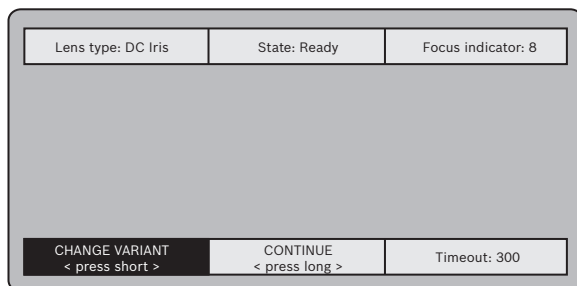 Lens type: DC Iris
State: Ready
Focus indicator: 8
CHANGE VARIANT
< press short >
CONTINUE
< press long >
Timeout: 300